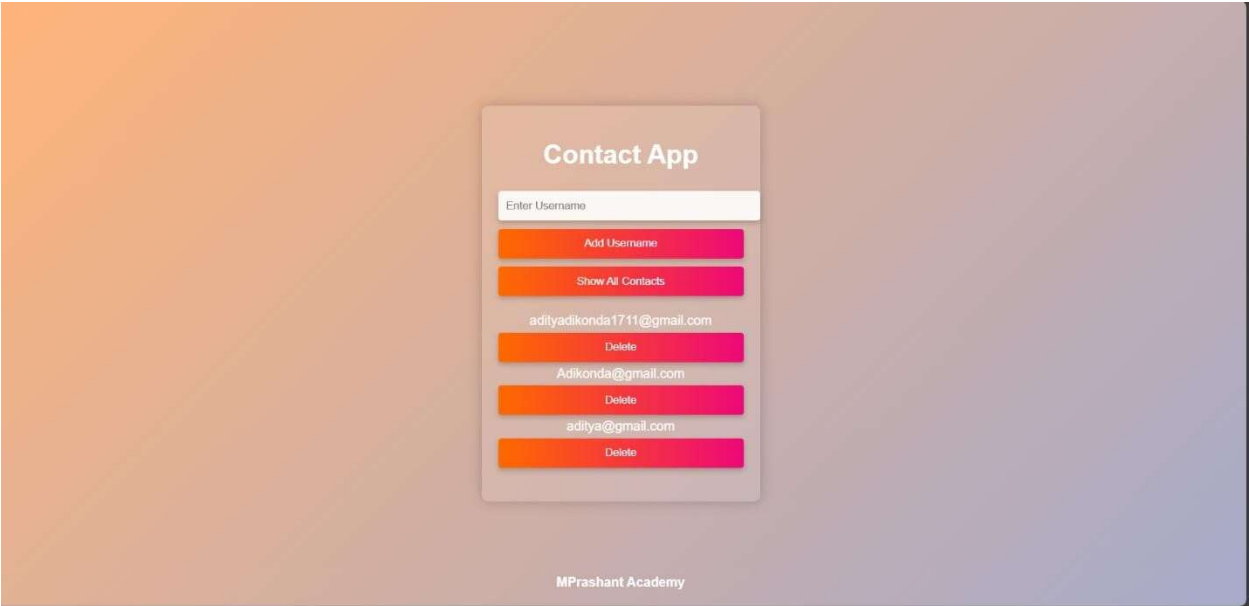 Contact App
Enter Username
Add Username
Show All Contacts
adityadikonda1711@gmail.com
Delete
Adikonda@gmail.com
Delete
aditya@gmail.com
Delete
MPrashant Academy